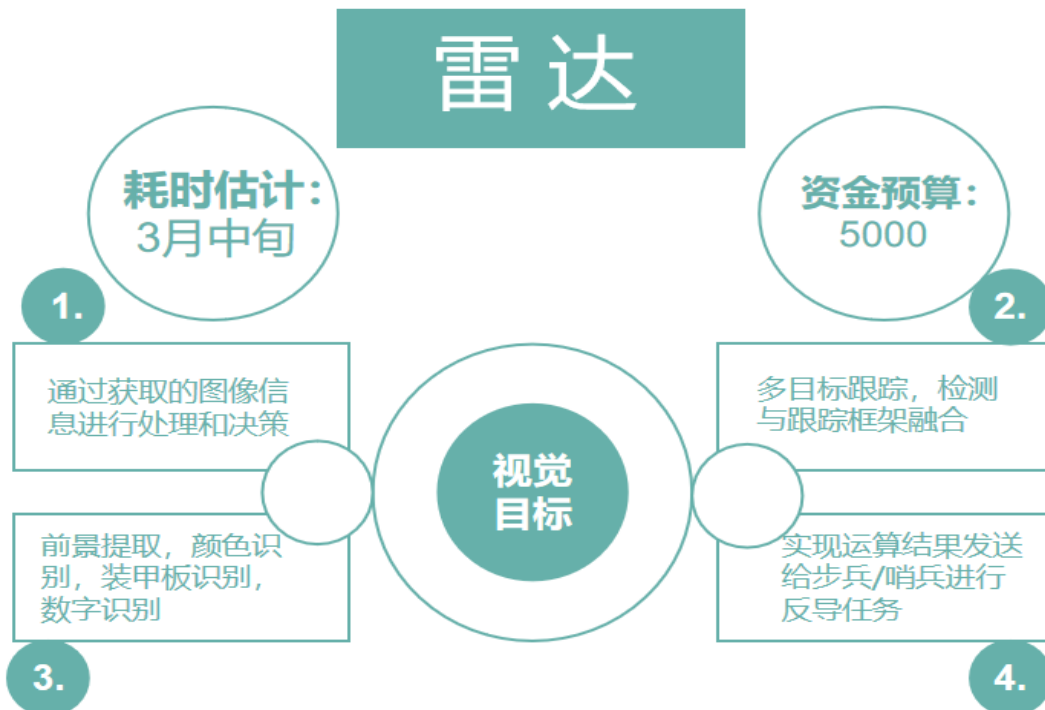 雷达
耗时估计：
3月中旬
资金预算：
5000
1.
通过获取的图像信
息进行处理和决策
2.
多目标跟踪，检测
与跟踪框架融合
视觉
目标
前景提取，颜色识
别，装甲板识别，
数字识别
3.
实现运算结果发送
给步兵/哨兵进行
反导任务
4.